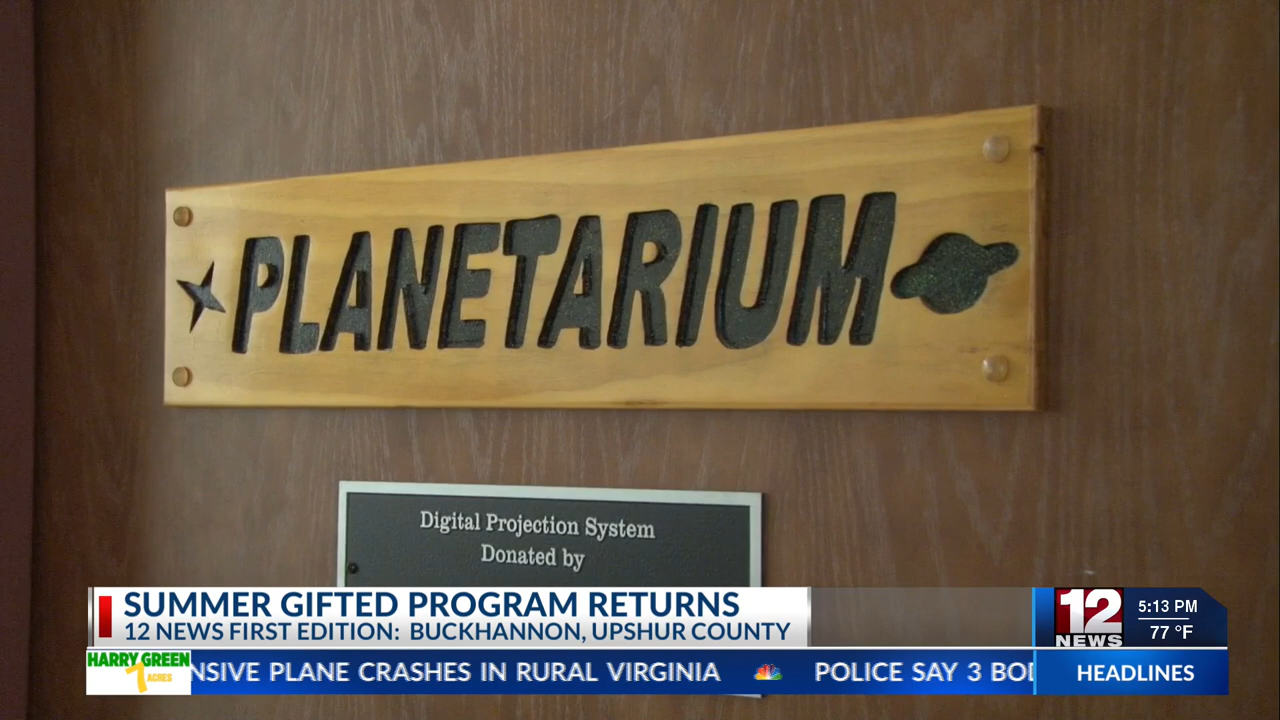 PLANETARIUM
Digital Projection System
Donated by
SUMMER GIFTED PROGRAM RETURNS
12 NEWS FIRST EDITION: BUCKHANNON, UPSHUR COUNTY
12
NEWS
5:13 PM
77 °F
HARRY GREEN
7
ACRES
NSIVE PLANE CRASHES IN RURAL VIRGINIA
POLICE SAY 3 BO
HEADLINES